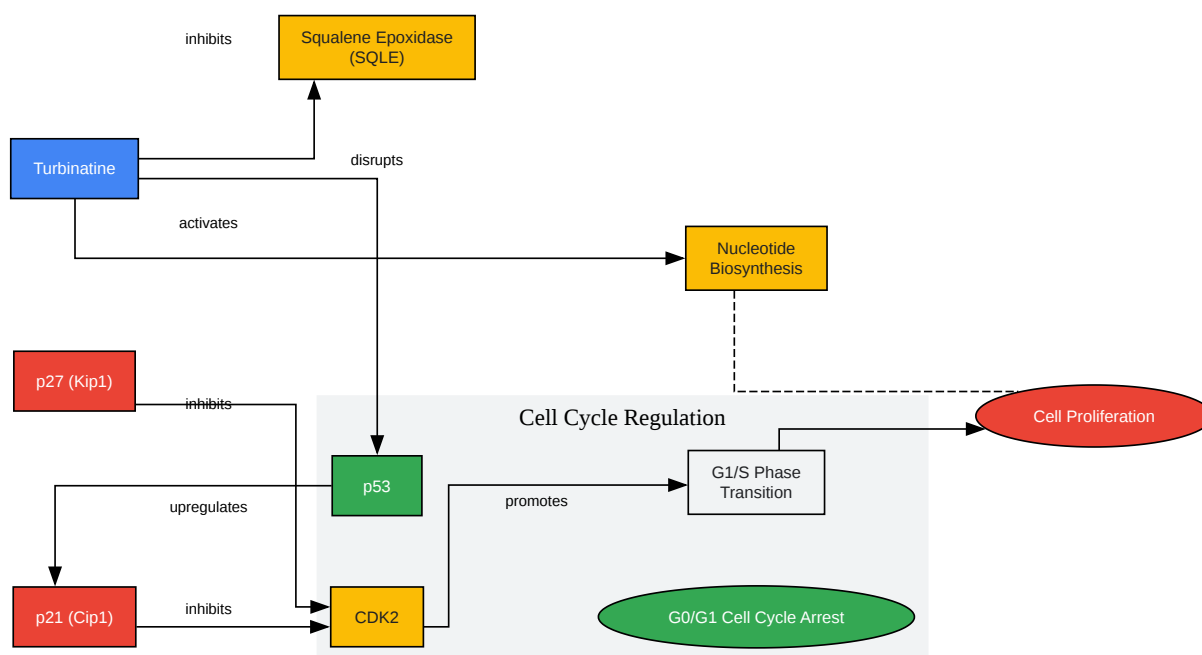 inhibits
Squalene Epoxidase
(SQLE)
Turbinatine
disrupts
activates
Nucleotide
Biosynthesis
p27 (Kip1)
inhibits
Cell Cycle Regulation
Cell Proliferation
p53
G1/S Phase
Transition
upregulates
promotes
p21 (Cip1)
inhibits
CDK2
G0/G1 Cell Cycle Arrest